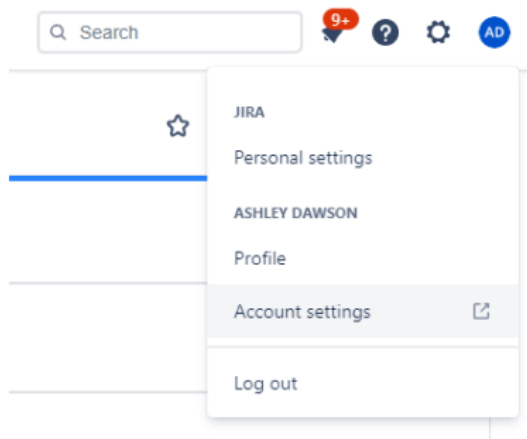 Search
9+
AD
JIRA
Personal settings
ASHLEY DAWSON
Profile
Account settings
Log out